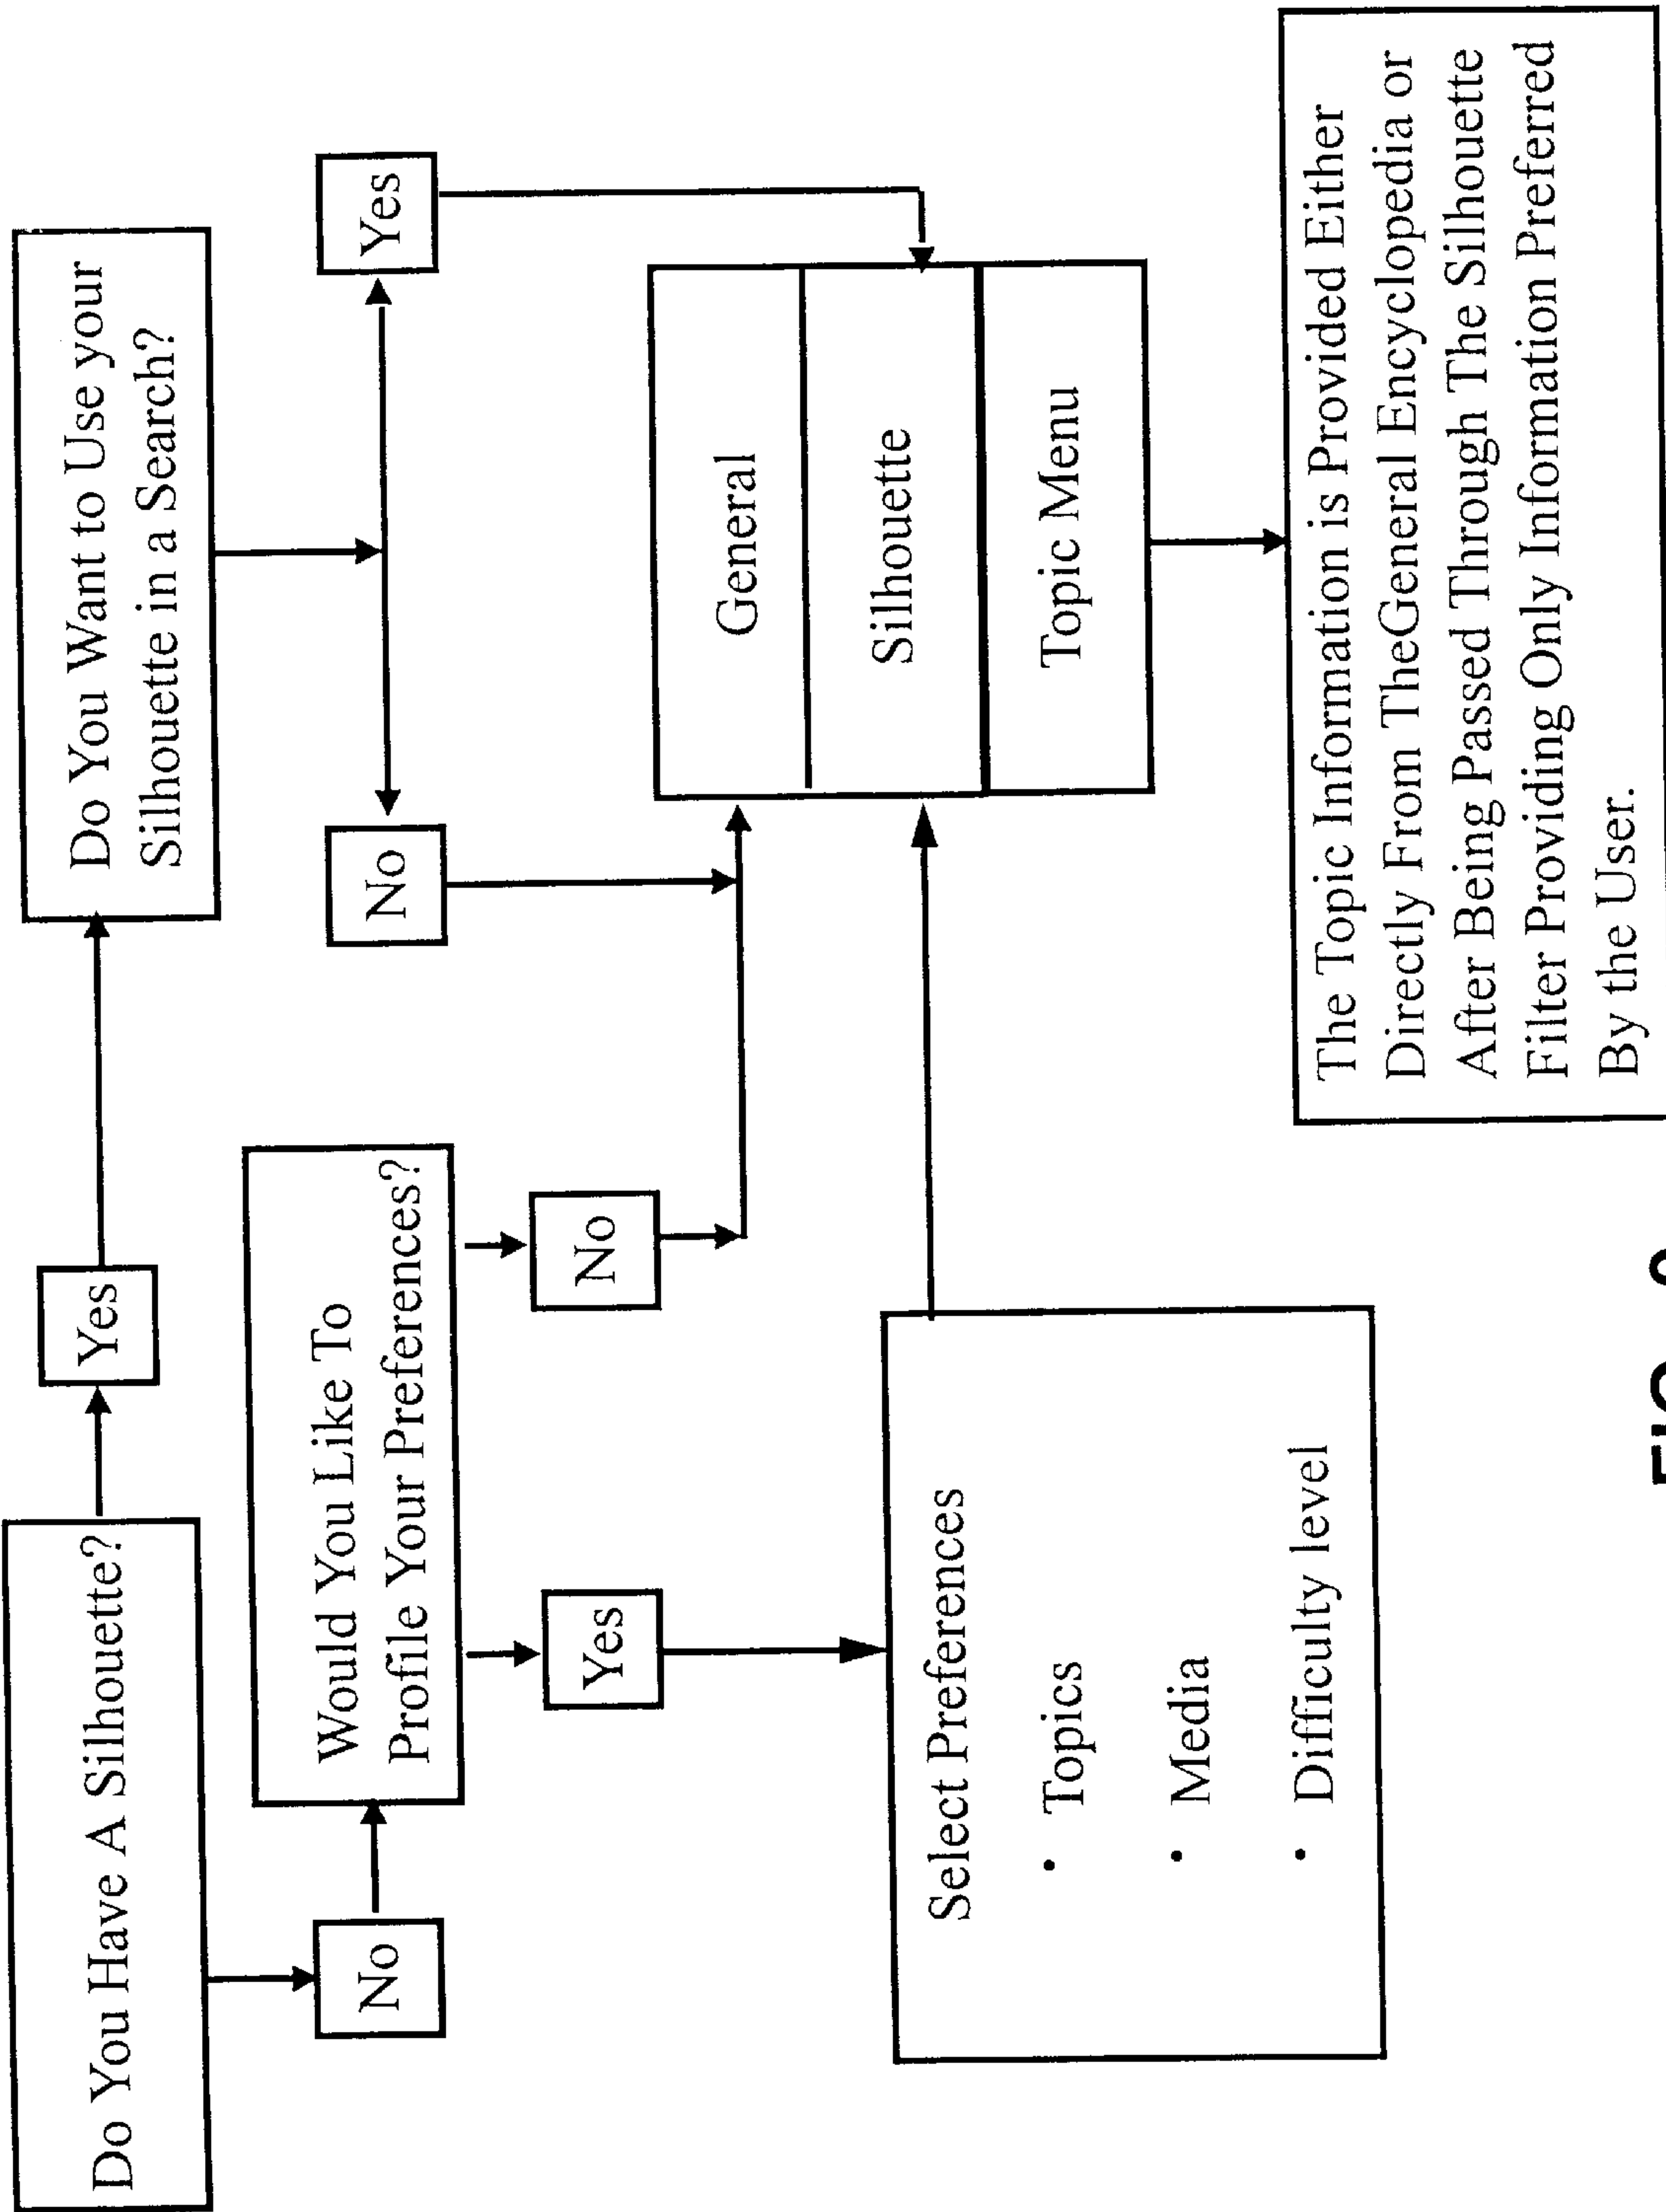 Do You Have A Silhouette?
Yes
Do You Want to Use your
Silhouette in a Search?
No
Would You Like To
Profile Your Preferences?
No
Yes
Yes
No
Select Preferences
· Topics
· Media
· Difficulty level
General
Silhouette
Topic Menu
The Topic Information is Provided Either
Directly From TheGeneral Encyclopedia or
After Being Passed Through The Silhouette
Filter Providing Only Information Preferred
By the User.